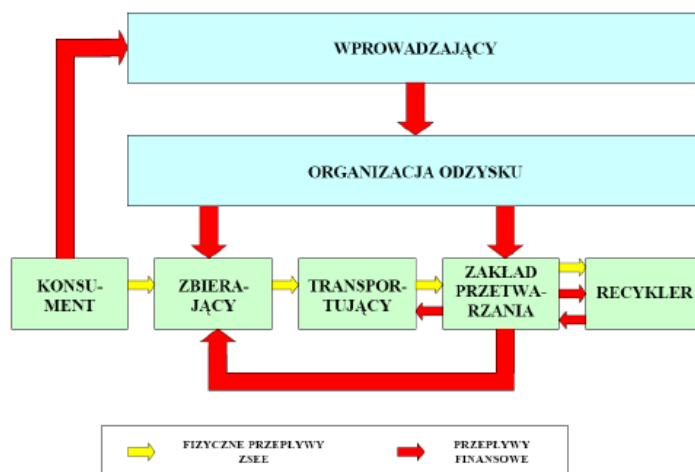 WPROWADZAJĄCY
ORGANIZACJA ODZYSKU
KONSU-
MENT
ZBIERA-
JĄCY
TRANSPOR-
TUJĄCY
ZAKŁAD
PRZETWA-
RZANIA
RECYKLER
FIZYCZNE PRZEPŁYWY
ZSEE
PRZEPŁYWY
FINANSOWE